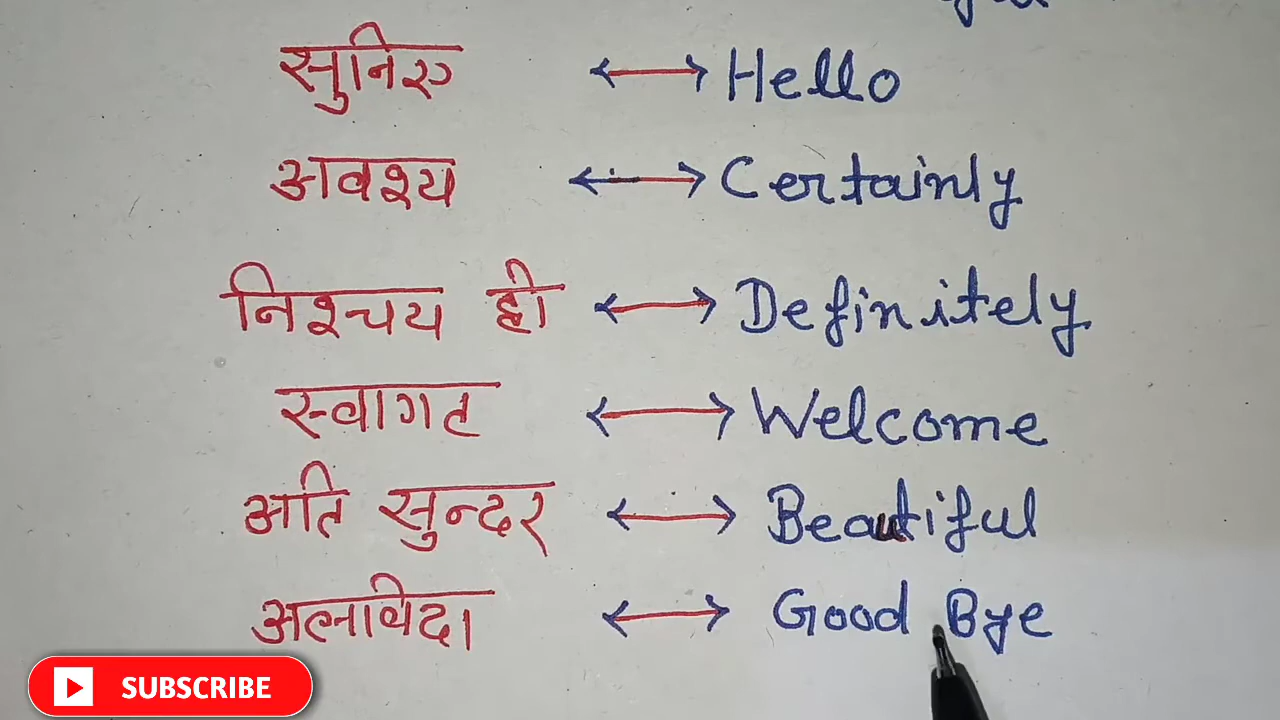 सुनिए ↔ Hello
अवश्य ↔ Certainly
निश्चय ही ↔ Definitely
स्वागत ↔ Welcome
अति सुन्दर ↔ Beautiful
अलविदा ↔ Good Bye
SUBSCRIBE